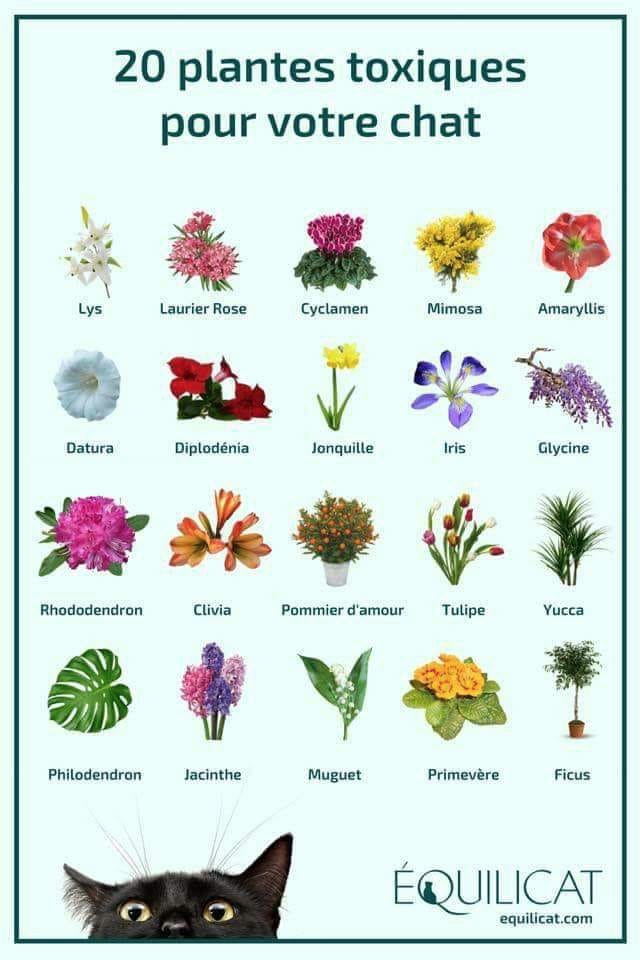 20 plantes toxiques
pour votre chat
Lys
Laurier Rose
Cyclamen
Mimosa
Amaryllis
Datura
Diplodénia
Jonquille
Iris
Glycine
Rhododendron
Clivia
Pommier d'amour
Tulipe
Yucca
Philodendron
Jacinthe
Muguet
Primevère
Ficus
ÉQUILICAT
equilicat.com